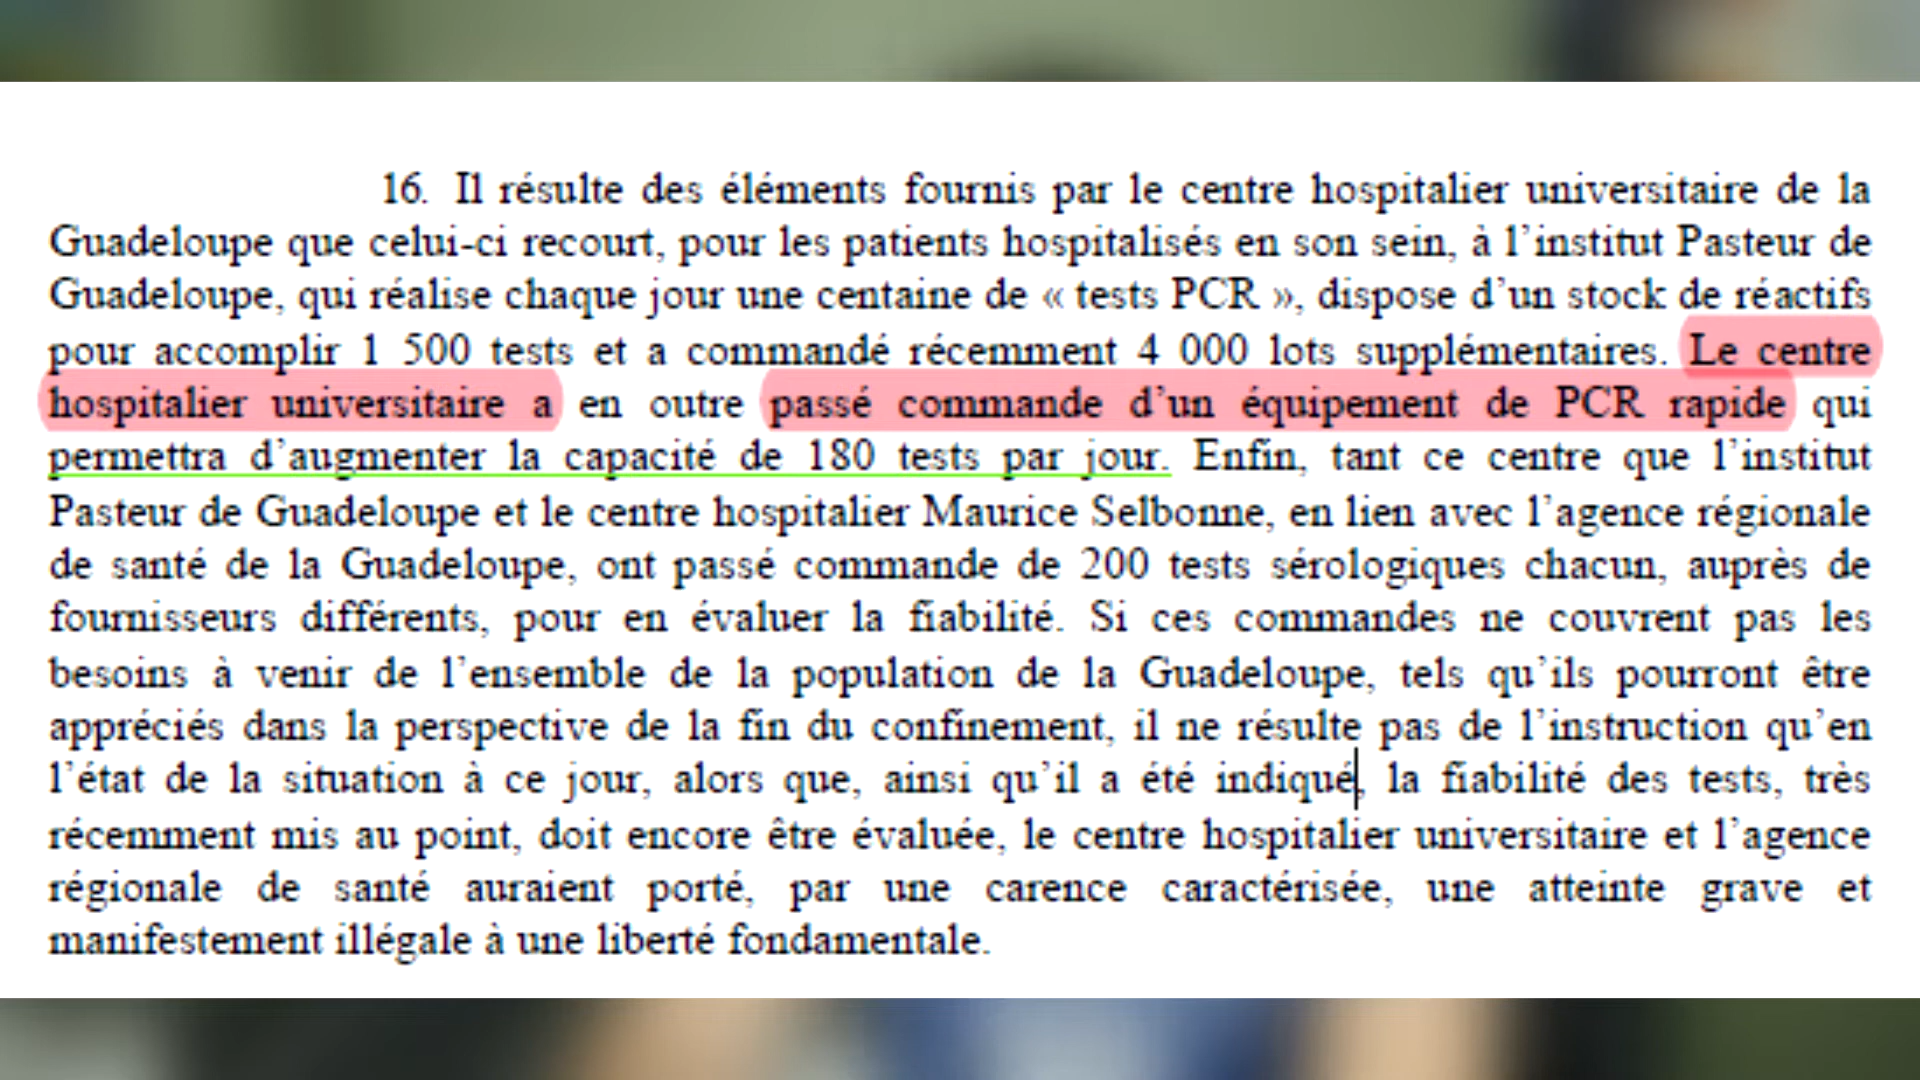 16. Il résulte des éléments fournis par le centre hospitalier universitaire de la
Guadeloupe que celui-ci recourt, pour les patients hospitalisés en son sein, à l’institut Pasteur de
Guadeloupe, qui réalise chaque jour une centaine de « tests PCR », dispose d’un stock de réactifs
pour accomplir 1 500 tests et a commandé récemment 4 000 lots supplémentaires. Le centre
hospitalier universitaire a en outre passé commande d’un équipement de PCR rapide qui
permettra d’augmenter la capacité de 180 tests par jour. Enfin, tant ce centre que l’institut
Pasteur de Guadeloupe et le centre hospitalier Maurice Selbonne, en lien avec l’agence régionale
de santé de la Guadeloupe, ont passé commande de 200 tests sérologiques chacun, auprès de
fournisseurs différents, pour en évaluer la fiabilité. Si ces commandes ne couvrent pas les
besoins à venir de l’ensemble de la population de la Guadeloupe, tels qu’ils pourront être
appréciés dans la perspective de la fin du confinement, il ne résulte pas de l’instruction qu’en
l’état de la situation à ce jour, alors que, ainsi qu’il a été indiqué, la fiabilité des tests, très
récemment mis au point, doit encore être évaluée, le centre hospitalier universitaire et l’agence
régionale de santé auraient porté, par une carence caractérisée, une atteinte grave et
manifestement illégale à une liberté fondamentale.